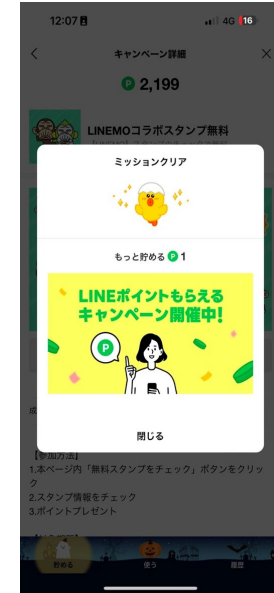 12:07
4G 16
キャンペーン詳細
P 2,199
LINEMOコラボスタンプ無料
ミッションクリア
もっと貯める P 1
LINEポイントもらえる
キャンペーン開催中!
P
閉じる
【参加方法】
1.本ページ内「無料スタンプをチェック」ボタンをクリッ
ク
2.スタンプ情報をチェック
3.ポイントプレゼント
貯める 使う 履歴